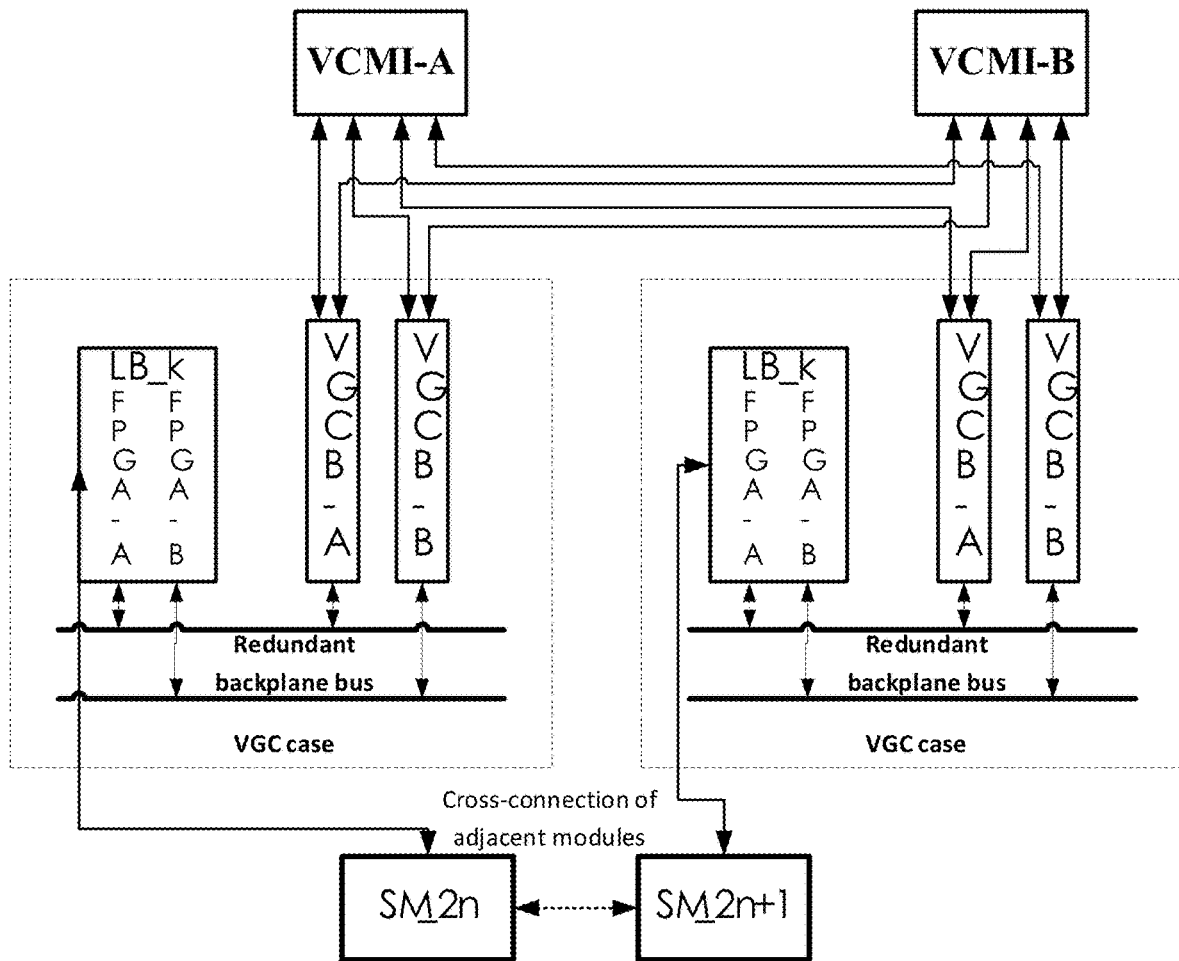 VCMI-A
VCMI-B
LB_k
FPGA-A
FPGA-B
VGCB-A
VGCB-B
Redundant
backplane bus
VGC case
LB_k
FPGA-A
FPGA-B
VGCB-A
VGCB-B
Redundant
backplane bus
VGC case
Cross-connection of
adjacent modules
SM_2n
SM_2n+1